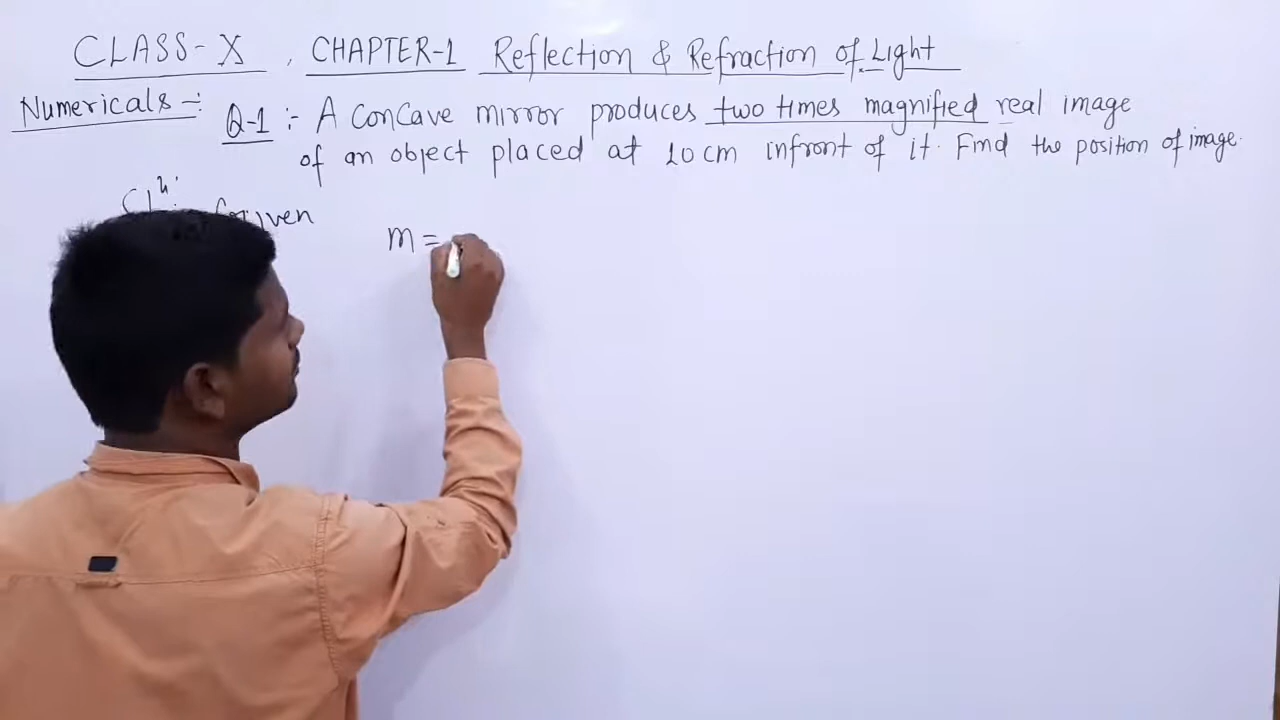 CLASS-X, CHAPTER-1 Reflection & Refraction of Light
Numericals :- Q-1 :- A Concave mirror produces two times magnified real image
of an object placed at 10 cm infront of it. Find the position of image.
given
m =